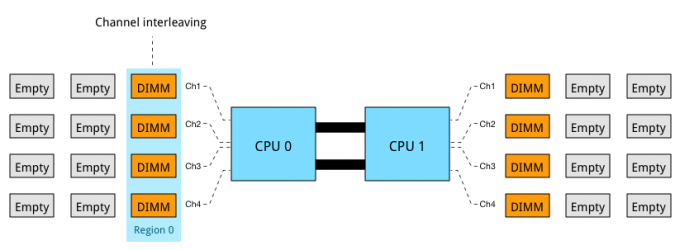 Channel interleaving
Empty Empty DIMM Ch1 Ch1 DIMM Empty Empty
Empty Empty DIMM Ch2 Ch2 DIMM Empty Empty
CPU 0 CPU 1
Empty Empty DIMM Ch3 Ch3 DIMM Empty Empty
Empty Empty DIMM Ch4 Ch4 DIMM Empty Empty
Region 0